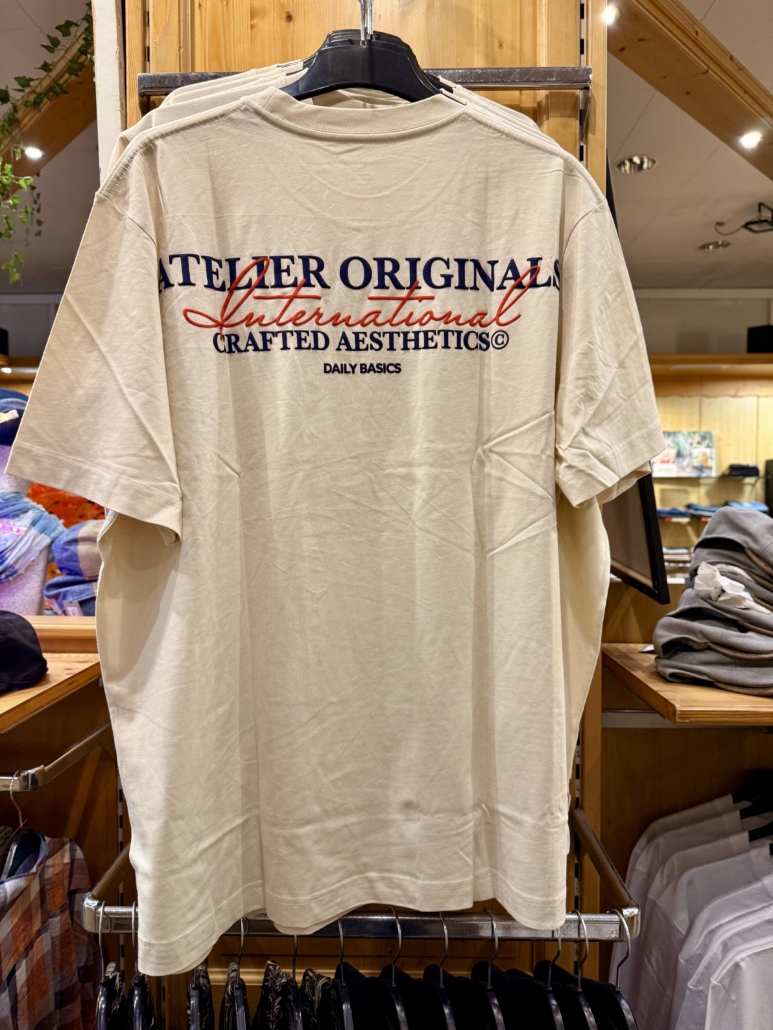 ATELIER ORIGINALS
International
CRAFTED AESTHETICS©
DAILY BASICS